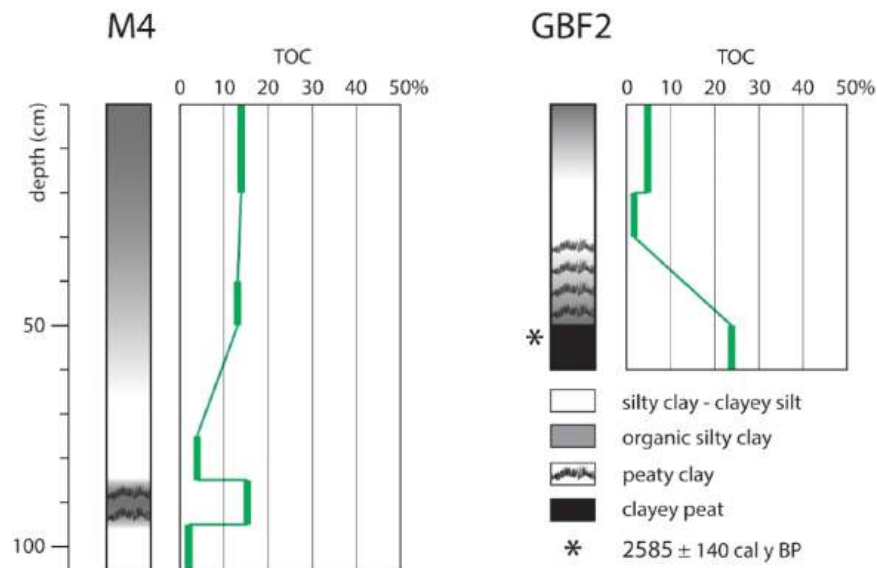 M4
TOC
0 10 20 30 40 50%
depth (cm)
50
100
GBF2
TOC
0 10 20 30 40 50%
*
silty clay - clayey silt
organic silty clay
peaty clay
clayey peat
* 2585 ± 140 cal y BP